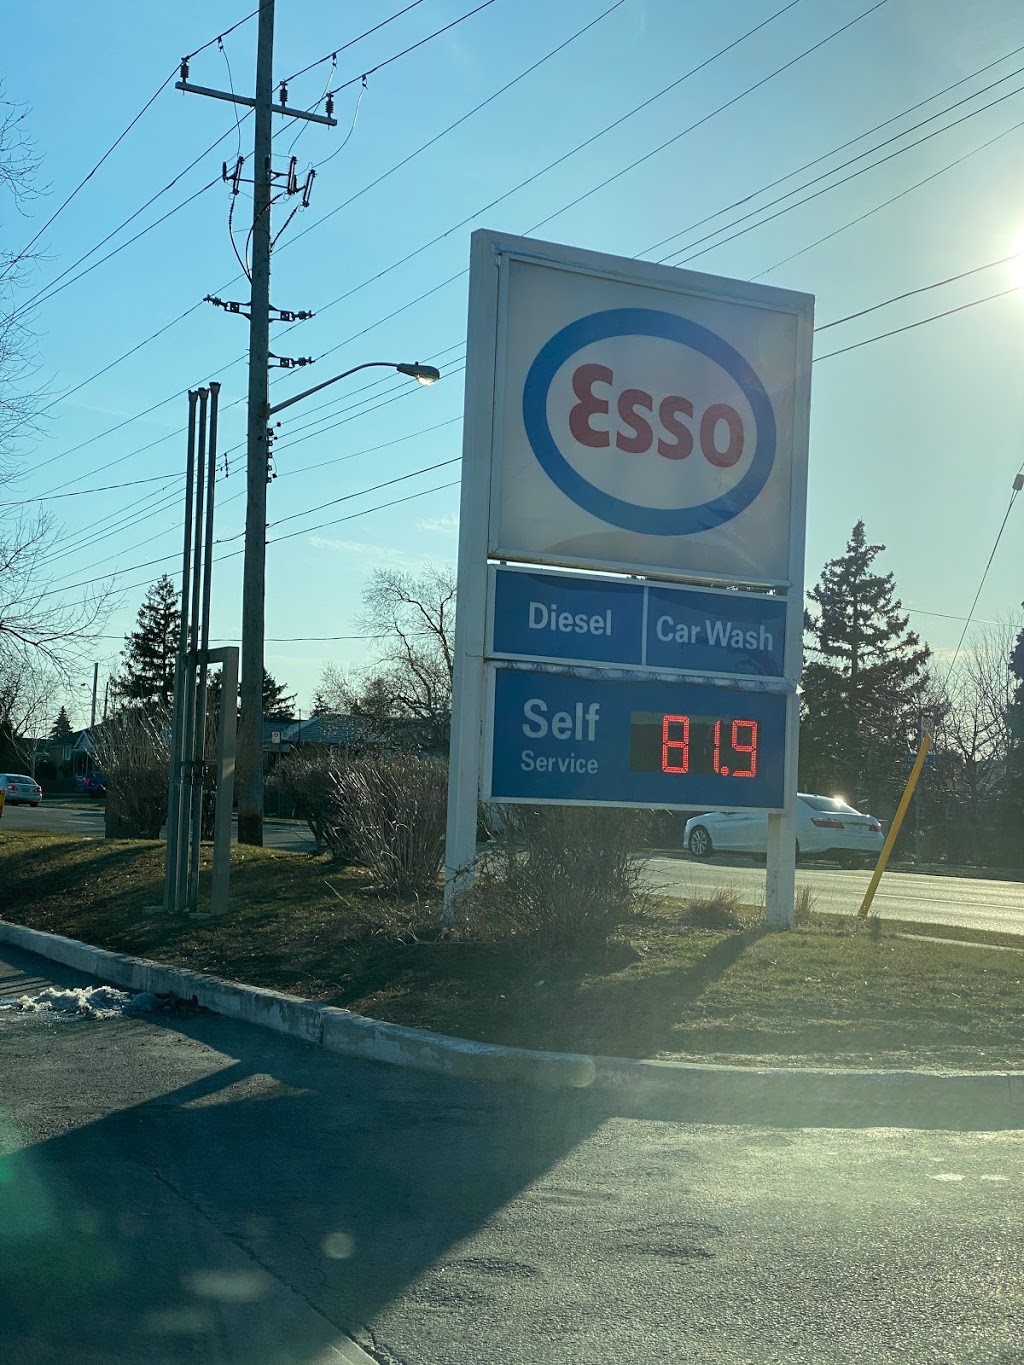 Esso
Diesel Car Wash
Self
Service 81.9